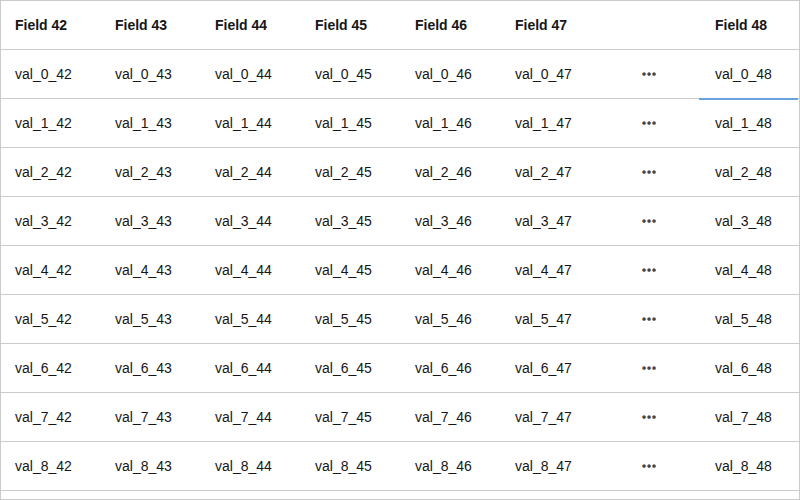 Field 42 Field 43 Field 44 Field 45 Field 46 Field 47 Field 48
val_0_42 val_0_43 val_0_44 val_0_45 val_0_46 val_0_47 ••• val_0_48
val_1_42 val_1_43 val_1_44 val_1_45 val_1_46 val_1_47 ••• val_1_48
val_2_42 val_2_43 val_2_44 val_2_45 val_2_46 val_2_47 ••• val_2_48
val_3_42 val_3_43 val_3_44 val_3_45 val_3_46 val_3_47 ••• val_3_48
val_4_42 val_4_43 val_4_44 val_4_45 val_4_46 val_4_47 ••• val_4_48
val_5_42 val_5_43 val_5_44 val_5_45 val_5_46 val_5_47 ••• val_5_48
val_6_42 val_6_43 val_6_44 val_6_45 val_6_46 val_6_47 ••• val_6_48
val_7_42 val_7_43 val_7_44 val_7_45 val_7_46 val_7_47 ••• val_7_48
val_8_42 val_8_43 val_8_44 val_8_45 val_8_46 val_8_47 ••• val_8_48